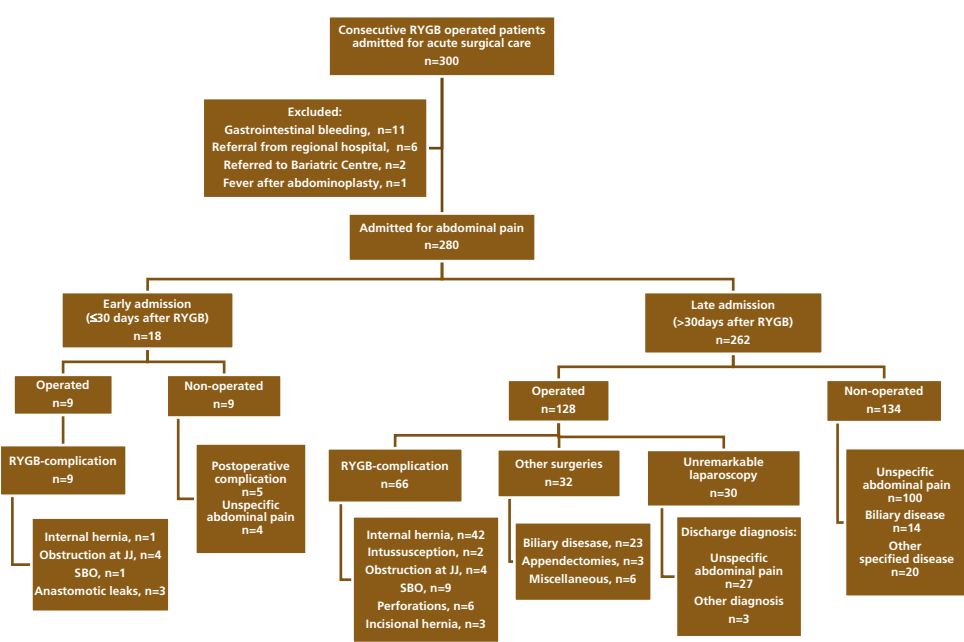 Consecutive RYGB operated patients
admitted for acute surgical care
n=300
Excluded:
Gastrointestinal bleeding, n=11
Referral from regional hospital, n=6
Referred to Bariatric Centre, n=2
Fever after abdominoplasty, n=1
Admitted for abdominal pain
n=280
Early admission
(≤30 days after RYGB)
n=18
Late admission
(>30days after RYGB)
n=262
Operated
n=9
Non-operated
n=9
Operated
n=128
Non-operated
n=134
RYGB-complication
n=9
Postoperative
complication
n=5
Unspecific
abdominal pain
n=4
RYGB-complication
n=66
Other surgeries
n=32
Unremarkable
laparoscopy
n=30
Unspecific
abdominal pain
n=100
Biliary disease
n=14
Other
specified disease
n=20
Internal hernia, n=1
Obstruction at JJ, n=4
SBO, n=1
Anastomotic leaks, n=3
Internal hernia, n=42
Intussusception, n=2
Obstruction at JJ, n=4
SBO, n=9
Perforations, n=6
Incisional hernia, n=3
Biliary disesase, n=23
Appendectomies, n=3
Miscellaneous, n=6
Discharge diagnosis:
Unspecific
abdominal pain
n=27
Other diagnosis
n=3